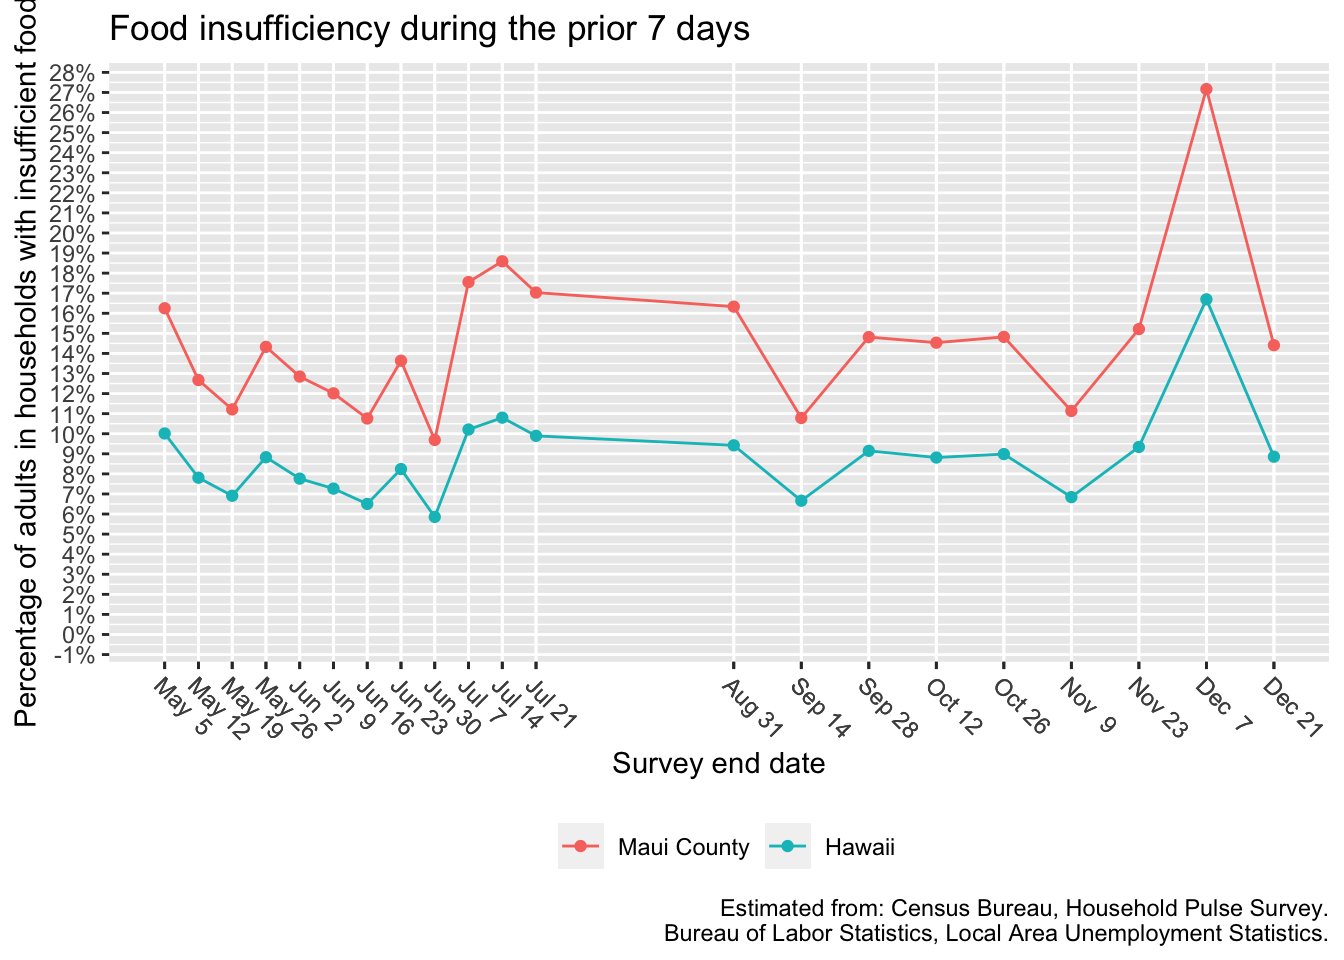 Food insufficiency during the prior 7 days
Percentage of adults in households with insufficient food
28%
27%
26%
25%
24%
23%
22%
21%
20%
19%
18%
17%
16%
15%
14%
13%
12%
11%
10%
9%
8%
7%
6%
5%
4%
3%
2%
1%
0%
-1%
May 5
May 12
May 19
May 26
Jun 2
Jun 9
Jun 16
Jun 23
Jun 30
Jul 7
Jul 14
Jul 21
Aug 31
Sep 14
Sep 28
Oct 12
Oct 26
Nov 9
Nov 23
Dec 7
Dec 21
Survey end date
Maui County
Hawaii
Estimated from: Census Bureau, Household Pulse Survey.
Bureau of Labor Statistics, Local Area Unemployment Statistics.